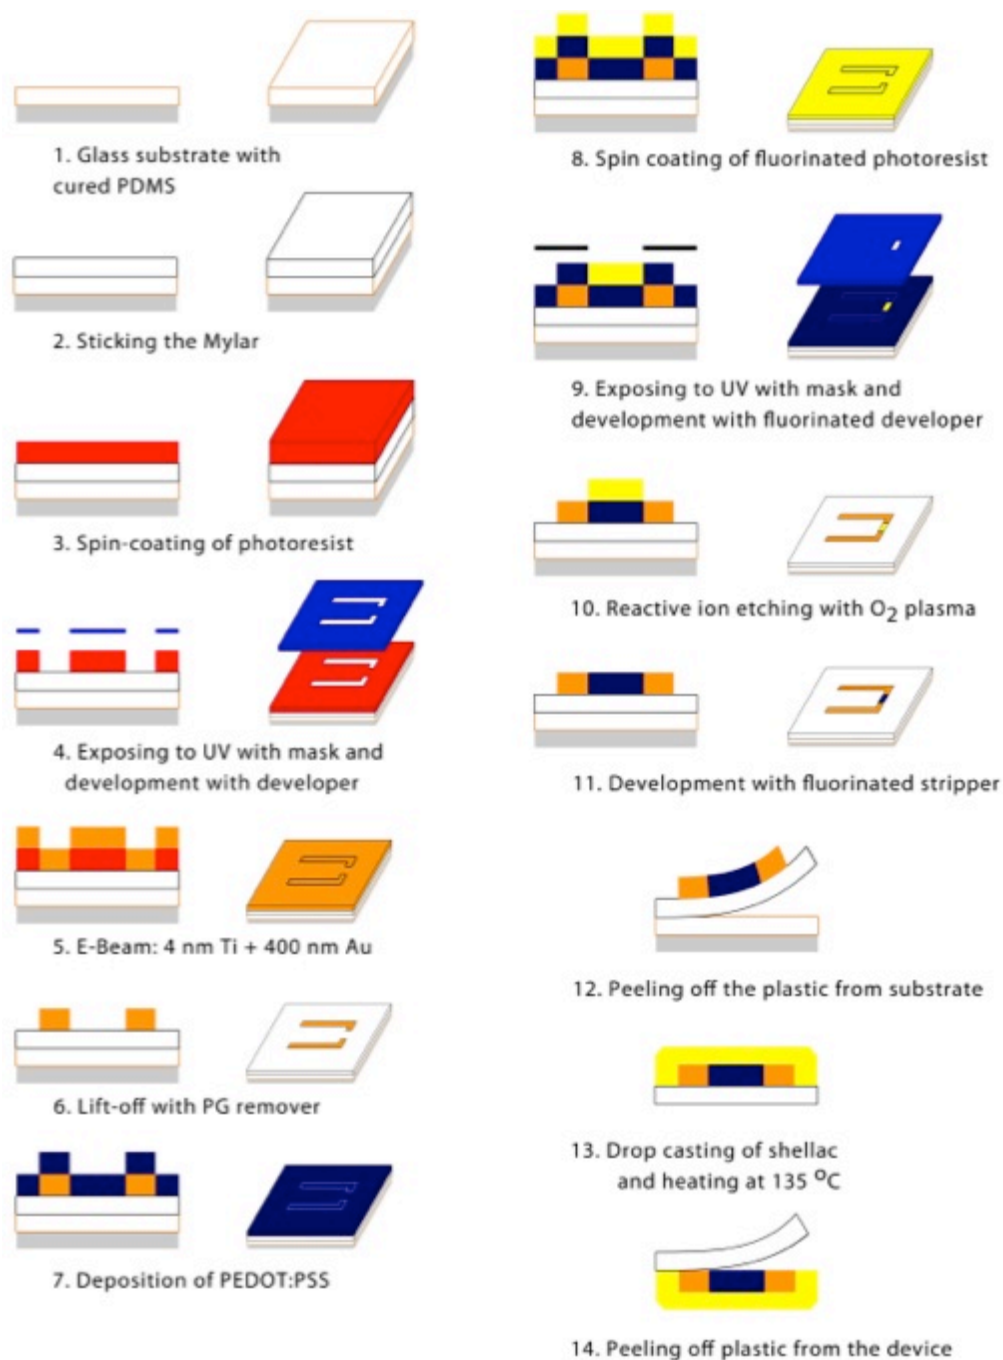 1. Glass substrate with
cured PDMS
2. Sticking the Mylar
3. Spin-coating of photoresist
4. Exposing to UV with mask and
development with developer
5. E-Beam: 4 nm Ti + 400 nm Au
6. Lift-off with PG remover
7. Deposition of PEDOT:PSS
8. Spin coating of fluorinated photoresist
9. Exposing to UV with mask and
development with fluorinated developer
10. Reactive ion etching with O2 plasma
11. Development with fluorinated stripper
12. Peeling off the plastic from substrate
13. Drop casting of shellac
and heating at 135 ºC
14. Peeling off plastic from the device